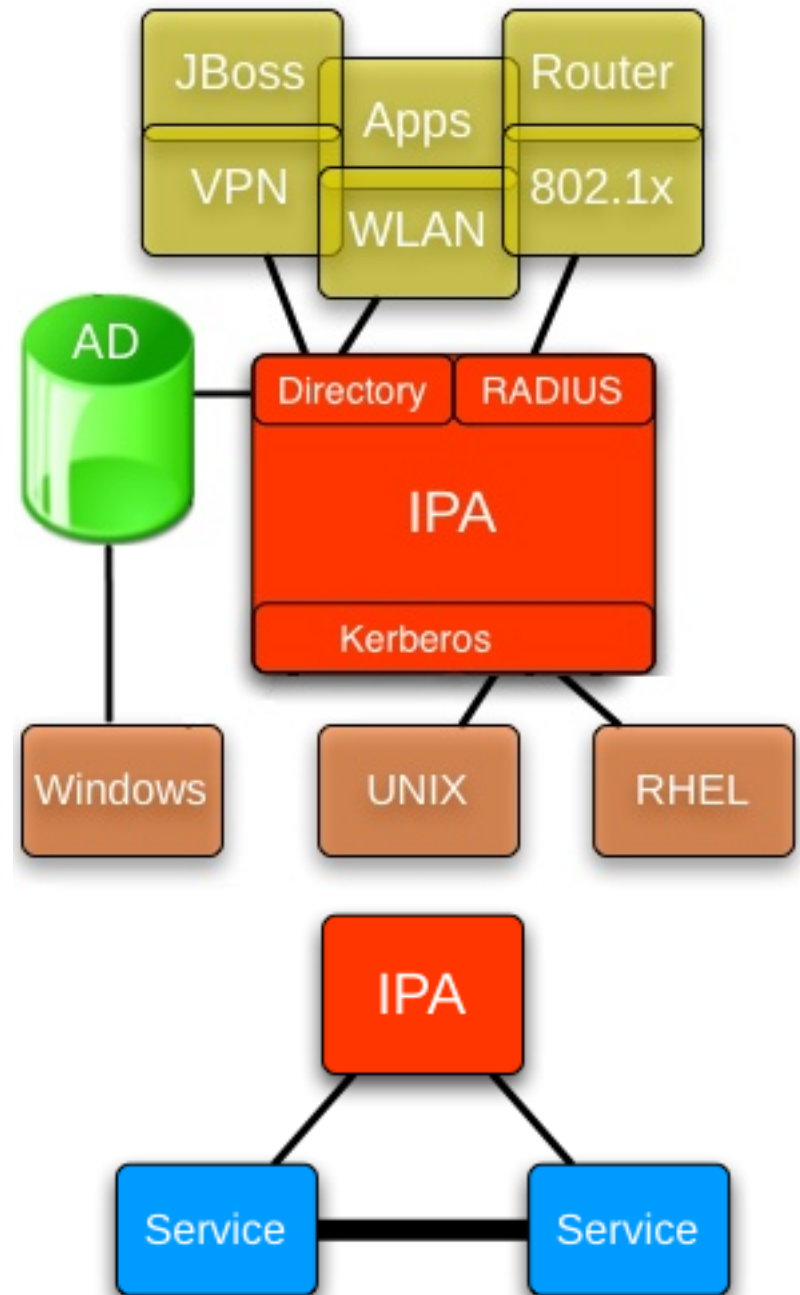 JBoss
Apps
Router
VPN
WLAN
802.1x
AD
Directory
RADIUS
IPA
Kerberos
Windows
UNIX
RHEL
IPA
Service
Service